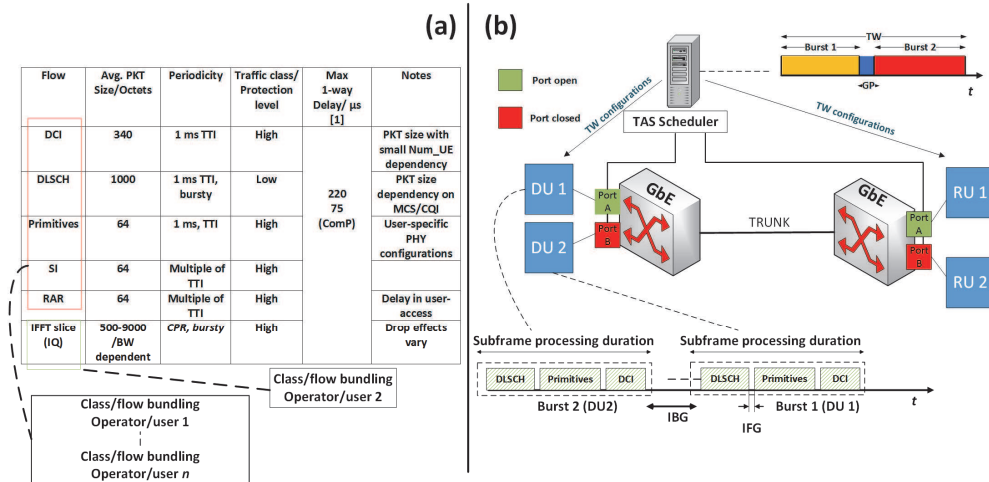 (a)
Flow
Avg. PKT
Size/Octets
Periodicity
Traffic class/
Protection
level
Max
1-way
Delay/ µs
[1]
Notes
DCI
340
1 ms TTI
High
PKT size with
small Num_UE
dependency
DLSCH
1000
1 ms TTI,
bursty
Low
PKT size
dependency on
MCS/CQI
220
75
(ComP)
Primitives
64
1 ms, TTI
High
User-specific
PHY
configurations
SI
64
Multiple of
TTI
High
RAR
64
Multiple of
TTI
High
Delay in user-
access
IFFT slice
(IQ)
500-9000
/BW
dependent
CPR, bursty
High
Drop effects
vary
Class/flow bundling
Operator/user 2
Class/flow bundling
Operator/user 1
Class/flow bundling
Operator/user n
(b)
Port open
Port closed
TW
Burst 1
Burst 2
GP
t
TW configurations
TW configurations
TAS Scheduler
DU 1
DU 2
Port
A
Port
B
GbE
TRUNK
GbE
Port
A
Port
B
RU 1
RU 2
Subframe processing duration
Subframe processing duration
DLSCH
Primitives
DCI
DLSCH
Primitives
DCI
t
Burst 2 (DU2)
IBG
IFG
Burst 1 (DU 1)